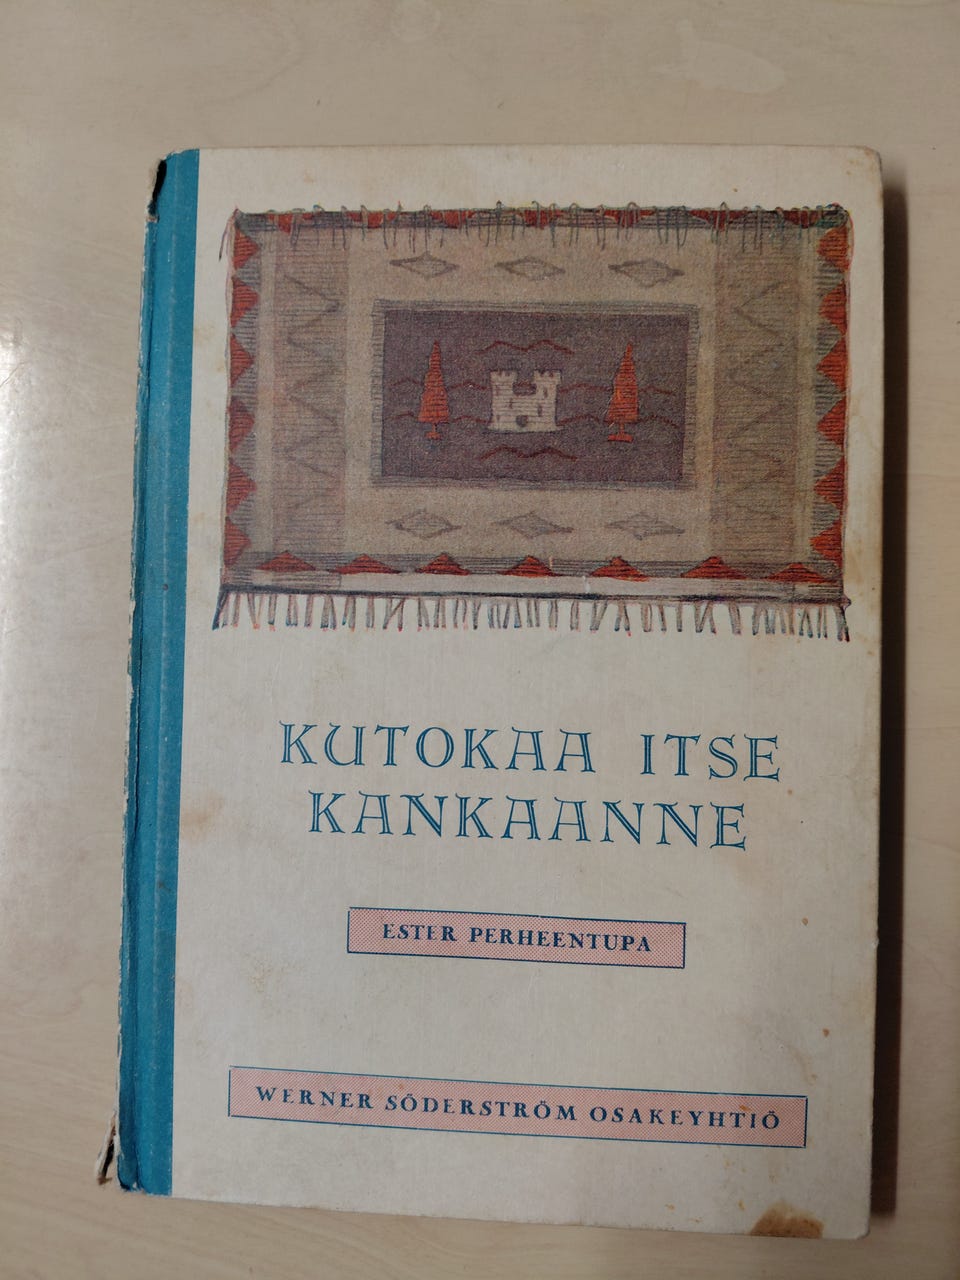 KUTOKAA ITSE
KANKAANNE
ESTER PERHEENTUPA
WERNER SÖDERSTRÖM OSAKEYHTIÖ